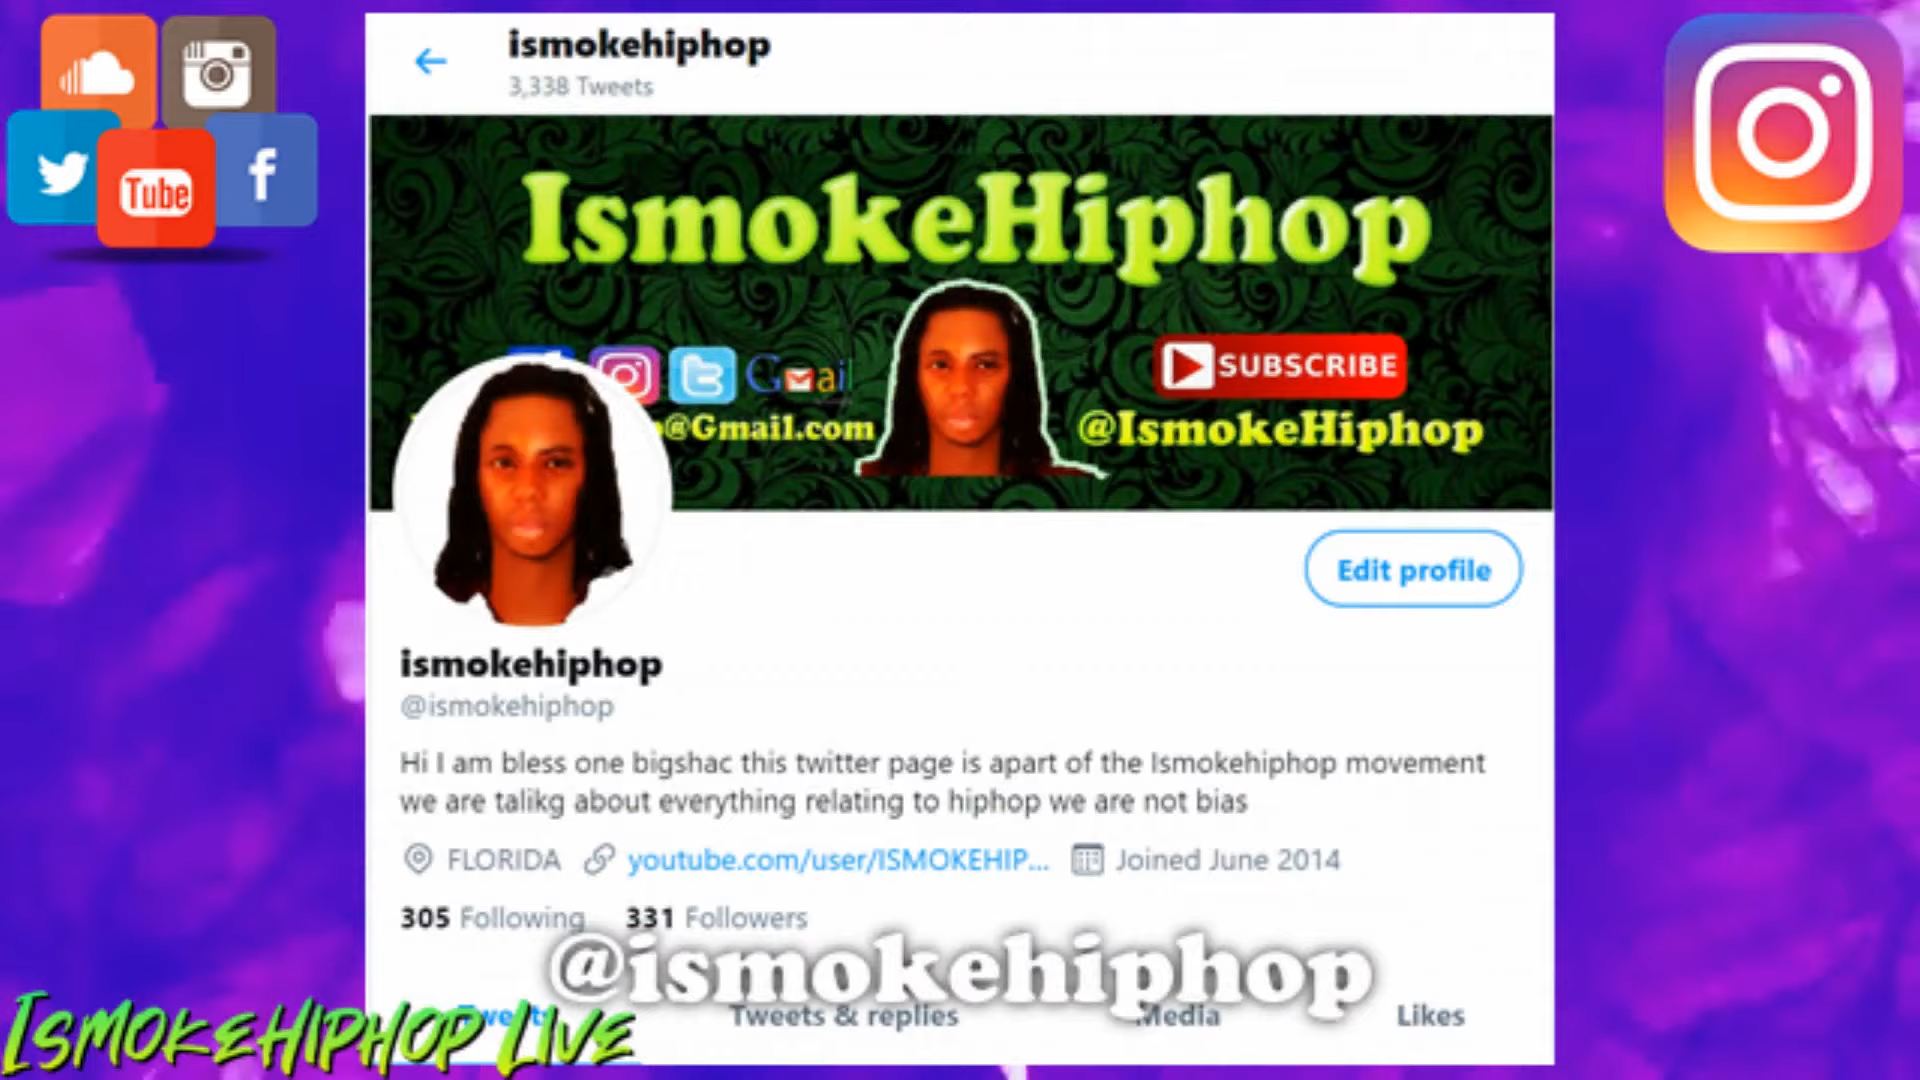 ismokehiphop
3,338 Tweets
IsmokeHiphop
Tube
f
Gmail
SUBSCRIBE
@Gmail.com
@IsmokeHiphop
Edit profile
ismokehiphop
@ismokehiphop
Hi I am bless one bigshac this twitter page is apart of the Ismokehiphop movement
we are talikg about everything relating to hiphop we are not bias
FLORIDA youtube.com/user/ISMOKEHIP... Joined June 2014
305 Following 331 Followers
@ismokehiphop
Tweets Tweets & replies Media Likes
IsmokeHiphop Live